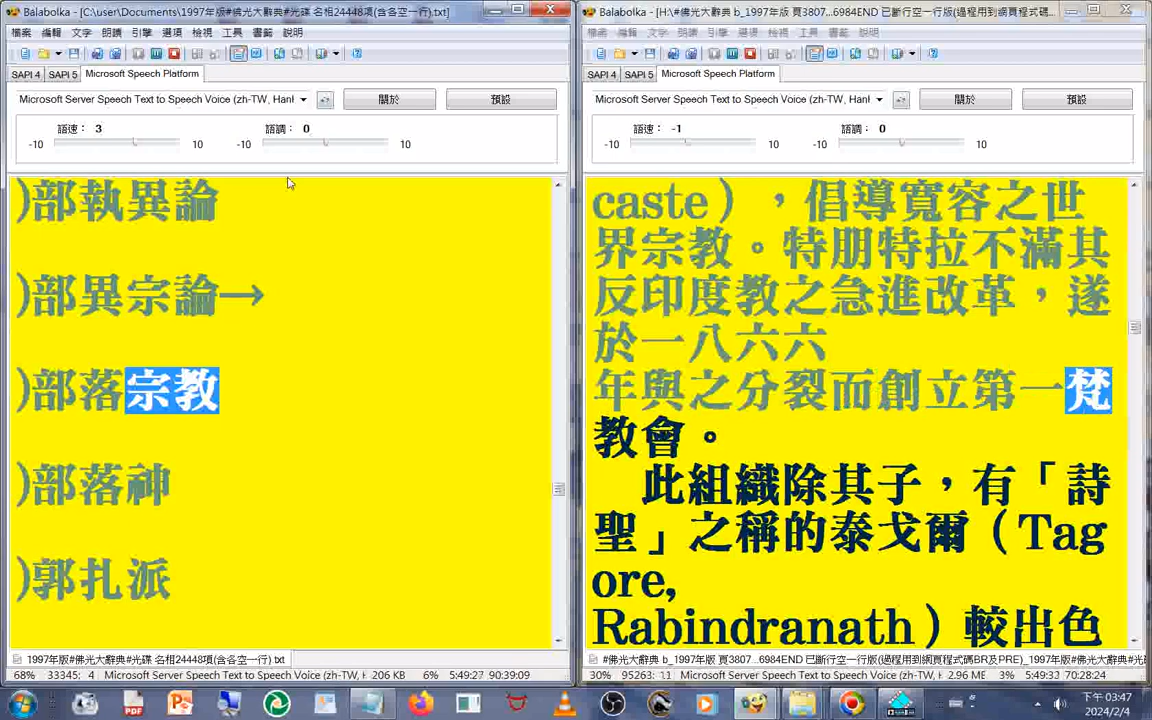 Balabolka - [C:\user\Documents\1997年版#佛光大辭典#光碟 名相24448項(含各空一行).txt]
檔案 編輯 文字 朗讀 引擎 選項 檢視 工具 書籤 說明
SAPI 4 SAPI 5 Microsoft Speech Platform
Microsoft Server Speech Text to Speech Voice (zh-TW, Han
關於 預設
語速： 3 語調： 0
-10 10 -10 10
)部執異論
)部異宗論→
)部落宗教
)部落神
)郭扎派
1997年版#佛光大辭典#光碟 名相24448項(含各空一行).txt
68% 33345: 4 Microsoft Server Speech Text to Speech Voice (zh-TW, H 206 KB 6% 5:49:27 90:39:09
Balabolka - [H:\#佛光大辭典 b_1997年版 頁3807...6984END 已斷行空一行版(過程用到網頁程式碼
檔案 編輯 文字 朗讀 引擎 選項 檢視 工具 書籤 說明
SAPI 4 SAPI 5 Microsoft Speech Platform
Microsoft Server Speech Text to Speech Voice (zh-TW, Han
關於 預設
語速： -1 語調： 0
-10 10 -10 10
caste），倡導寬容之世
界宗教。特朋特拉不滿其
反印度教之急進改革，遂
於一八六六
年與之分裂而創立第一梵
教會。
此組織除其子，有「詩
聖」之稱的泰戈爾（Tag
ore,
Rabindranath）較出色
#佛光大辭典 b_1997年版 頁3807...6984END 已斷行空一行版(過程用到網頁程式碼BR及PRE)_1997年版#佛光
30% 95263: 11 Microsoft Server Speech Text to Speech Voice (zh-TW, H 2.96 ME 3% 5:49:32 70:28:24
下午 03:47
2024/2/4